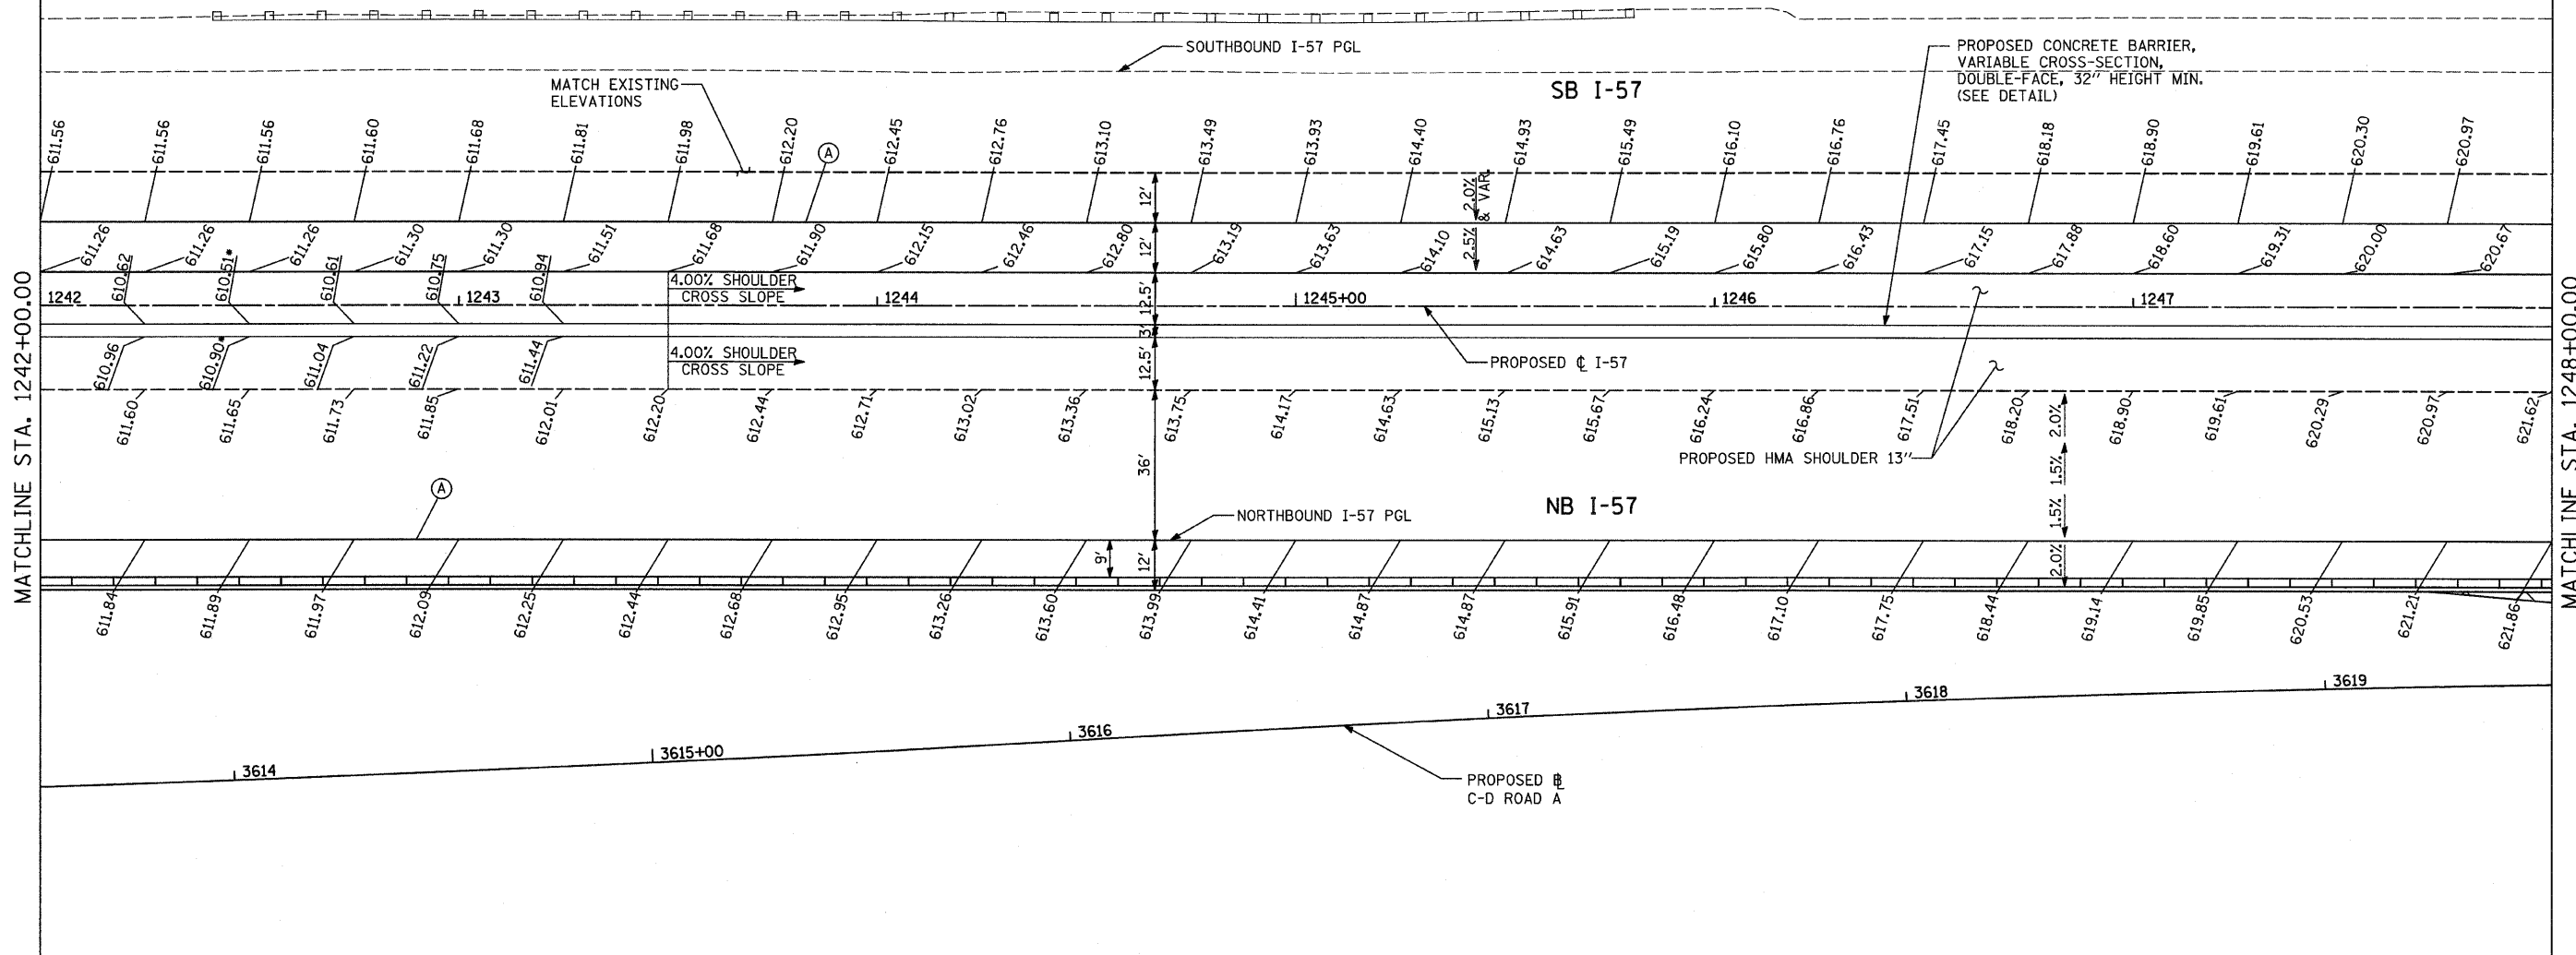 SOUTHBOUND I-57 PGL
PROPOSED CONCRETE BARRIER,
VARIABLE CROSS-SECTION,
DOUBLE-FACE, 32" HEIGHT MIN.
(SEE DETAIL)
MATCH EXISTING
ELEVATIONS
SB I-57
611.56 611.56 611.56 611.60 611.68 611.81 611.98 612.20 612.45 612.76 613.10 613.49 613.93 614.40 614.93 615.49 616.10 616.76 617.45 618.18 618.90 619.61 620.30 620.97
A
12'
2.0%
& VAR.
611.26 611.26 611.26 611.30 611.30 611.51 611.68 611.90 612.15 612.46 612.80 613.19 613.63 614.10 614.63 615.19 615.80 616.43 617.15 617.88 618.60 619.31 620.00 620.67
12'
2.5%
610.62 610.51* 610.61 610.75 610.94
4.00% SHOULDER
CROSS SLOPE
1242 1243 1244 1245+00 1246 1247
12.5'
3'
610.96 610.90* 611.04 611.22 611.44
4.00% SHOULDER
CROSS SLOPE
12.5'
PROPOSED ℄ I-57
611.60 611.65 611.73 611.85 612.01 612.20 612.44 612.71 613.02 613.36 613.75 614.17 614.63 615.13 615.67 616.24 616.86 617.51 618.20 618.90 619.61 620.29 620.97 621.62
PROPOSED HMA SHOULDER 13"
36'
2.0%
1.5%
1.5%
2.0%
A
NORTHBOUND I-57 PGL
NB I-57
9'
12'
611.84 611.89 611.97 612.09 612.25 612.44 612.68 612.95 613.26 613.60 613.99 614.41 614.87 614.87 615.91 616.48 617.10 617.75 618.44 619.14 619.85 620.53 621.21 621.86
3614 3615+00 3616 3617 3618 3619
PROPOSED BL
C-D ROAD A
MATCHLINE STA. 1242+00.00
MATCHLINE STA. 1248+00.00